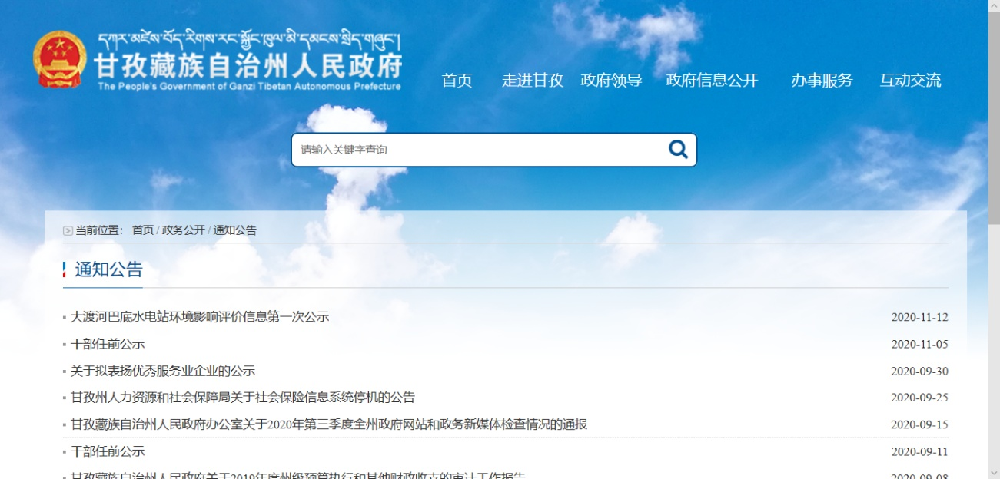 དཀར་མཛེས་བོད་རིགས་རང་སྐྱོང་ཁུལ་མི་དམངས་སྲིད་གཞུང་།
甘孜藏族自治州人民政府
The People's Government of Ganzi Tibetan Autonomous Prefecture
首页 走进甘孜 政府领导 政府信息公开 办事服务 互动交流
请输入关键字查询
当前位置： 首页 / 政务公开 / 通知公告
通知公告
大渡河巴底水电站环境影响评价信息第一次公示 2020-11-12
干部任前公示 2020-11-05
关于拟表扬优秀服务业企业的公示 2020-09-30
甘孜州人力资源和社会保障局关于社会保险信息系统停机的公告 2020-09-25
甘孜藏族自治州人民政府办公室关于2020年第三季度全州政府网站和政务新媒体检查情况的通报 2020-09-15
干部任前公示 2020-09-11
甘孜藏族自治州人民政府关于2019年度州级预算执行和其他财政收支的审计工作报告 2020-09-08